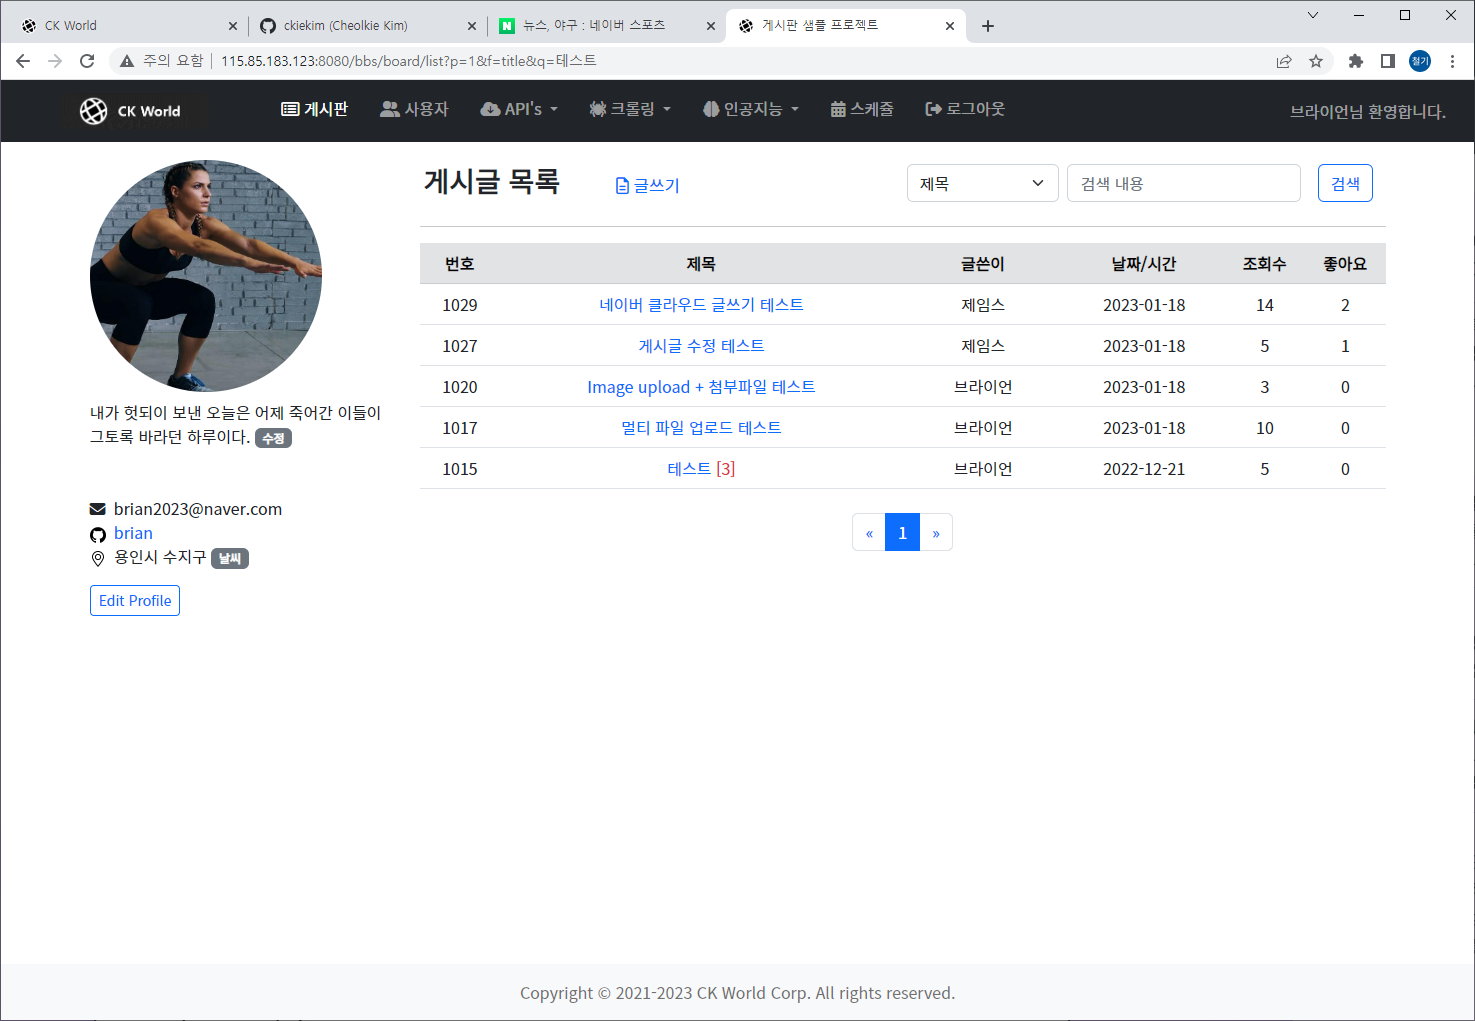 CK World
ckiekim (Cheolkie Kim)
뉴스, 야구 : 네이버 스포츠
게시판 샘플 프로젝트
주의 요함 115.85.183.123:8080/bbs/board/list?p=1&f=title&q=테스트
철기
CK World 게시판 사용자 API's 크롤링 인공지능 스케쥴 로그아웃 브라이언님 환영합니다.
게시글 목록 글쓰기 제목 검색 내용 검색
번호 제목 글쓴이 날짜/시간 조회수 좋아요
1029 네이버 클라우드 글쓰기 테스트 제임스 2023-01-18 14 2
1027 게시글 수정 테스트 제임스 2023-01-18 5 1
1020 Image upload + 첨부파일 테스트 브라이언 2023-01-18 3 0
1017 멀티 파일 업로드 테스트 브라이언 2023-01-18 10 0
1015 테스트 [3] 브라이언 2022-12-21 5 0
« 1 »
내가 헛되이 보낸 오늘은 어제 죽어간 이들이
그토록 바라던 하루이다. 수정
brian2023@naver.com
brian
용인시 수지구 날씨
Edit Profile
Copyright © 2021-2023 CK World Corp. All rights reserved.